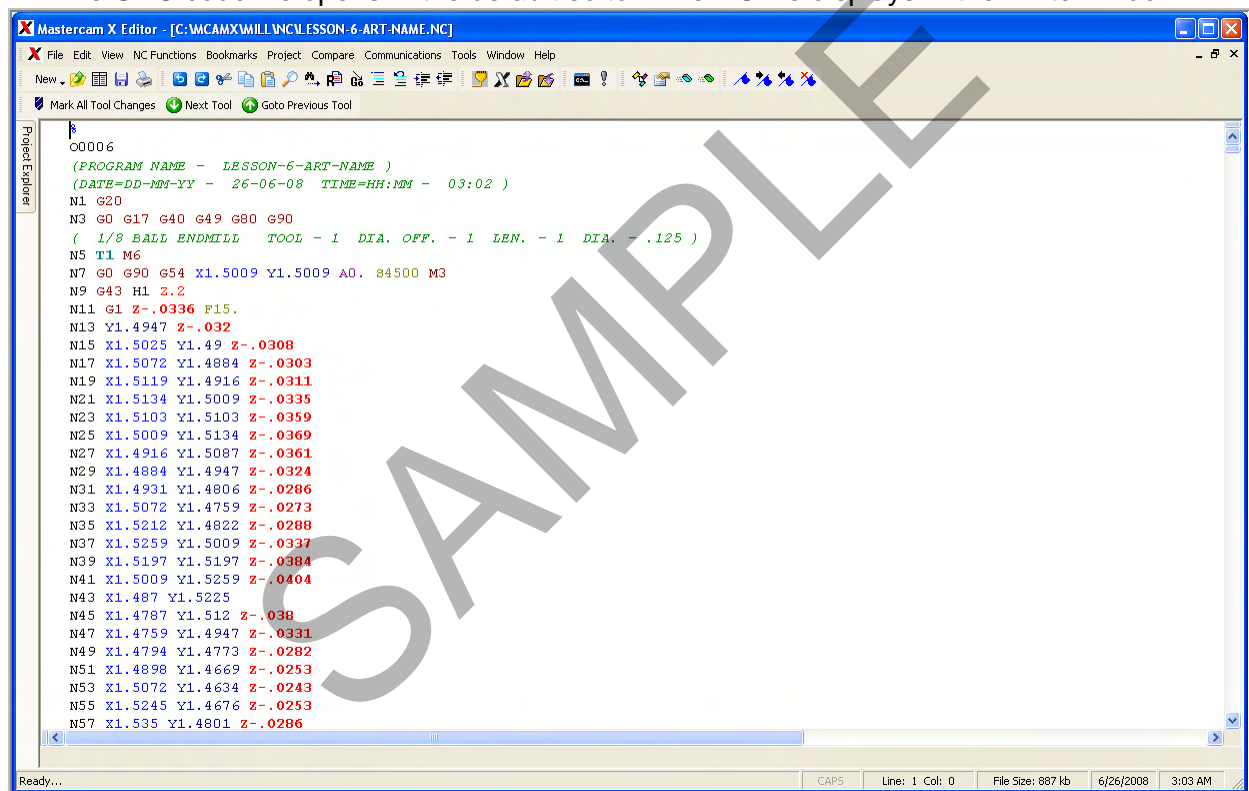 Mastercam X Editor - [C:\MCAMX\MILL\NC\LESSON-6-ART-NAME.NC]
File Edit View NC Functions Bookmarks Project Compare Communications Tools Window Help
New
Mark All Tool Changes Next Tool Goto Previous Tool
Project Explorer
%
O0006
(PROGRAM NAME - LESSON-6-ART-NAME )
(DATE=DD-MM-YY - 26-06-08 TIME=HH:MM - 03:02 )
N1 G20
N3 G0 G17 G40 G49 G80 G90
( 1/8 BALL ENDMILL TOOL - 1 DIA. OFF. - 1 LEN. - 1 DIA. - .125 )
N5 T1 M6
N7 G0 G90 G54 X1.5009 Y1.5009 A0. S4500 M3
N9 G43 H1 Z.2
N11 G1 Z-.0336 F15.
N13 Y1.4947 Z-.032
N15 X1.5025 Y1.49 Z-.0308
N17 X1.5072 Y1.4884 Z-.0303
N19 X1.5119 Y1.4916 Z-.0311
N21 X1.5134 Y1.5009 Z-.0335
N23 X1.5103 Y1.5103 Z-.0359
N25 X1.5009 Y1.5134 Z-.0369
N27 X1.4916 Y1.5087 Z-.0361
N29 X1.4884 Y1.4947 Z-.0324
N31 X1.4931 Y1.4806 Z-.0286
N33 X1.5072 Y1.4759 Z-.0273
N35 X1.5212 Y1.4822 Z-.0288
N37 X1.5259 Y1.5009 Z-.0337
N39 X1.5197 Y1.5197 Z-.0384
N41 X1.5009 Y1.5259 Z-.0404
N43 X1.487 Y1.5225
N45 X1.4787 Y1.512 Z-.038
N47 X1.4759 Y1.4947 Z-.0331
N49 X1.4794 Y1.4773 Z-.0282
N51 X1.4898 Y1.4669 Z-.0253
N53 X1.5072 Y1.4634 Z-.0243
N55 X1.5245 Y1.4676 Z-.0253
N57 X1.535 Y1.4801 Z-.0286
SAMPLE
Ready... CAPS Line: 1 Col: 0 File Size: 887 kb 6/26/2008 3:03 AM